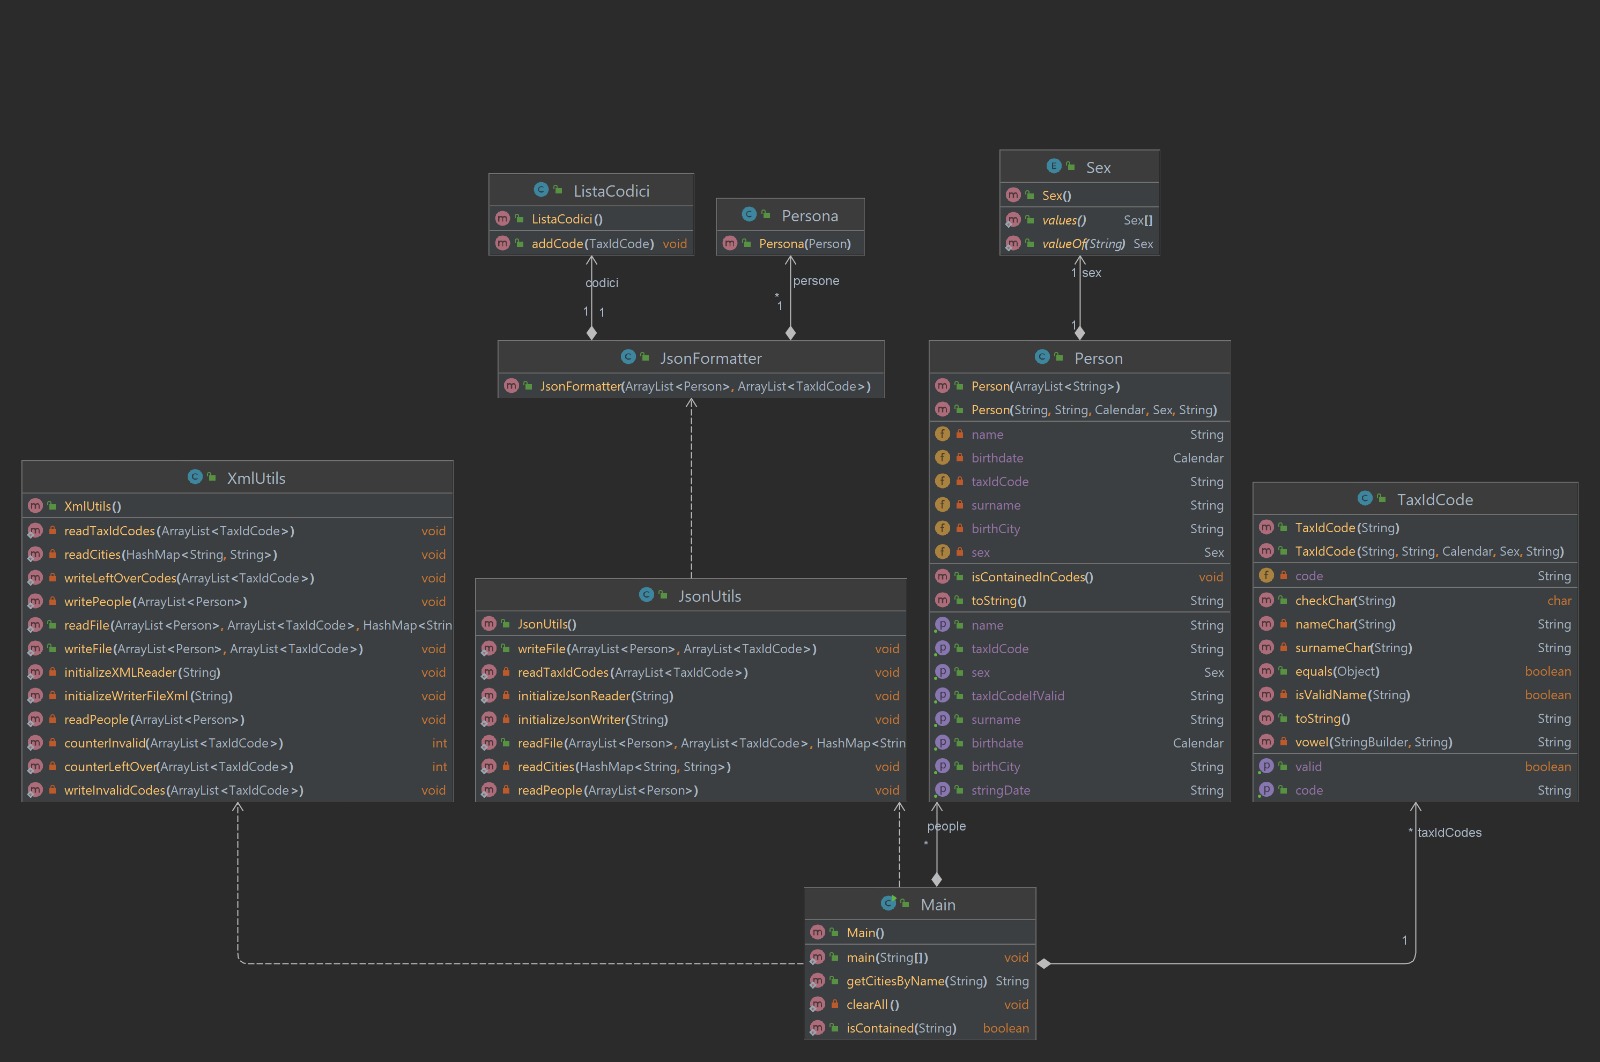 Sex
Sex()
values() Sex[]
valueOf(String) Sex
ListaCodici
ListaCodici()
addCode(TaxIdCode) void
Persona
Persona(Person)
codici
1 1
persone
*
1
1 sex
1
JsonFormatter
JsonFormatter(ArrayList<Person>, ArrayList<TaxIdCode>)
Person
Person(ArrayList<String>)
Person(String, String, Calendar, Sex, String)
name String
birthdate Calendar
taxIdCode String
surname String
birthCity String
sex Sex
isContainedInCodes() void
toString() String
name String
taxIdCode String
sex Sex
taxIdCodeIfValid String
surname String
birthdate Calendar
birthCity String
stringDate String
XmlUtils
XmlUtils()
readTaxIdCodes(ArrayList<TaxIdCode>) void
readCities(HashMap<String, String>) void
writeLeftOverCodes(ArrayList<TaxIdCode>) void
writePeople(ArrayList<Person>) void
readFile(ArrayList<Person>, ArrayList<TaxIdCode>, HashMap<Strin
writeFile(ArrayList<Person>, ArrayList<TaxIdCode>) void
initializeXMLReader(String) void
initializeWriterFileXml(String) void
readPeople(ArrayList<Person>) void
counterInvalid(ArrayList<TaxIdCode>) int
counterLeftOver(ArrayList<TaxIdCode>) int
writeInvalidCodes(ArrayList<TaxIdCode>) void
JsonUtils
JsonUtils()
writeFile(ArrayList<Person>, ArrayList<TaxIdCode>) void
readTaxIdCodes(ArrayList<TaxIdCode>) void
initializeJsonReader(String) void
initializeJsonWriter(String) void
readFile(ArrayList<Person>, ArrayList<TaxIdCode>, HashMap<Strin
readCities(HashMap<String, String>) void
readPeople(ArrayList<Person>) void
TaxIdCode
TaxIdCode(String)
TaxIdCode(String, String, Calendar, Sex, String)
code String
checkChar(String) char
nameChar(String) String
surnameChar(String) String
equals(Object) boolean
isValidName(String) boolean
toString() String
vowel(StringBuilder, String) String
valid boolean
code String
people
*
* taxIdCodes
1
Main
Main()
main(String[]) void
getCitiesByName(String) String
clearAll() void
isContained(String) boolean